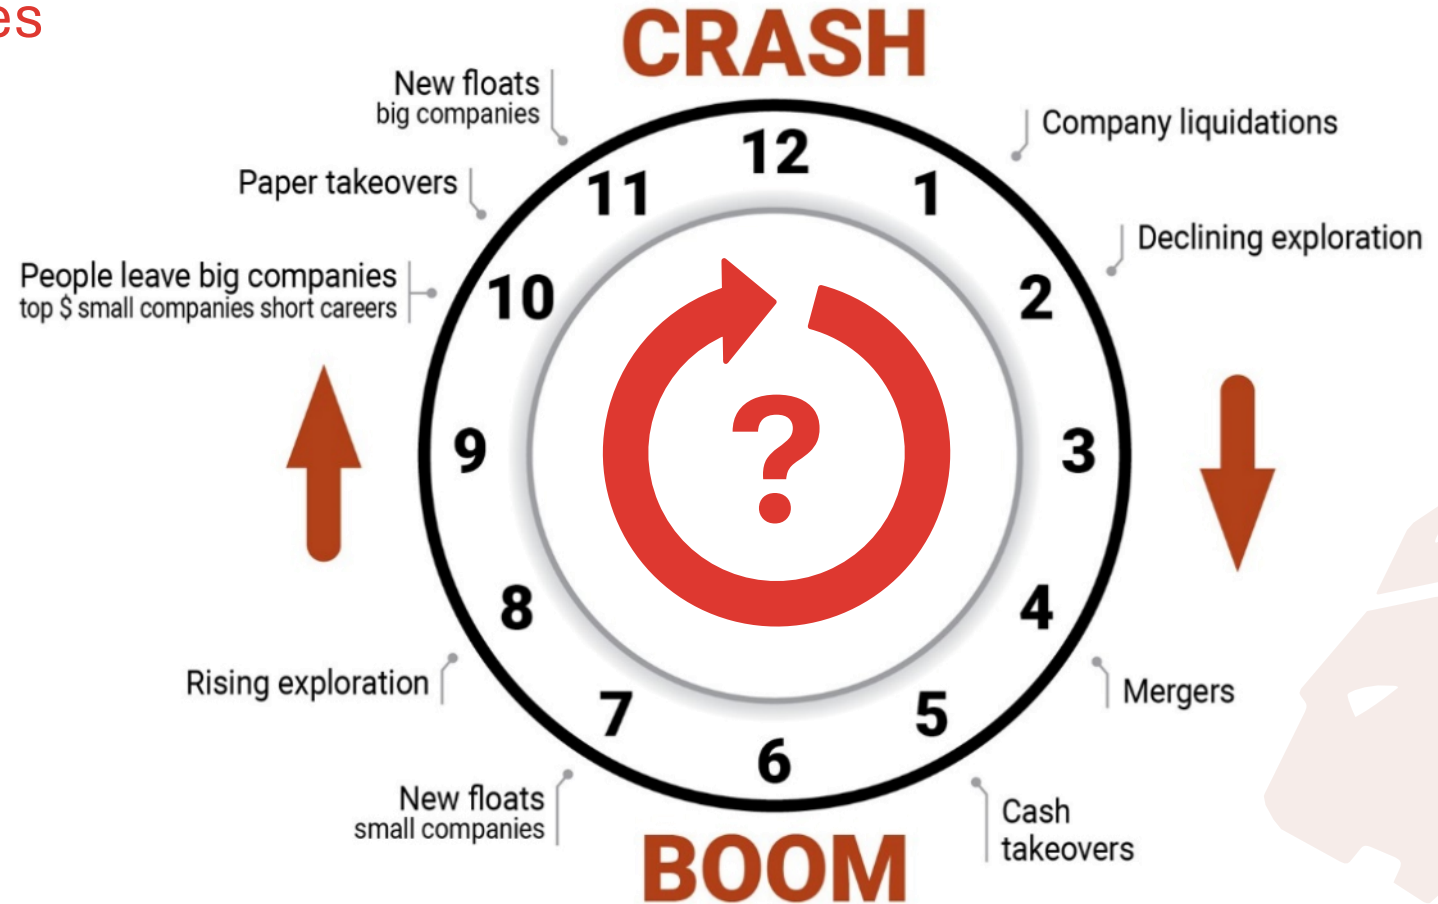 es
CRASH
New floats
big companies
Company liquidations
Paper takeovers
Declining exploration
People leave big companies
top $ small companies short careers
12
11
1
10
2
9
3
8
4
7
5
6
?
Rising exploration
Mergers
New floats
small companies
Cash
takeovers
BOOM